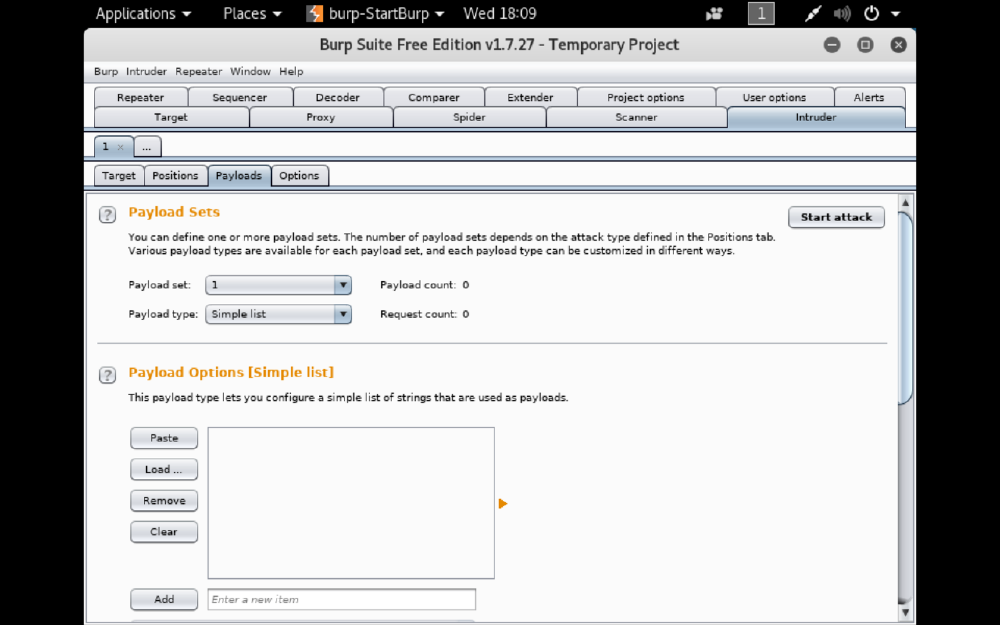 Applications Places burp-StartBurp Wed 18:09 1
Burp Suite Free Edition v1.7.27 - Temporary Project
Burp Intruder Repeater Window Help
Repeater Sequencer Decoder Comparer Extender Project options User options Alerts
Target Proxy Spider Scanner Intruder
1 × ...
Target Positions Payloads Options
? Payload Sets
Start attack
You can define one or more payload sets. The number of payload sets depends on the attack type defined in the Positions tab.
Various payload types are available for each payload set, and each payload type can be customized in different ways.
Payload set: 1 Payload count: 0
Payload type: Simple list Request count: 0
? Payload Options [Simple list]
This payload type lets you configure a simple list of strings that are used as payloads.
Paste
Load ...
Remove
Clear
Add Enter a new item